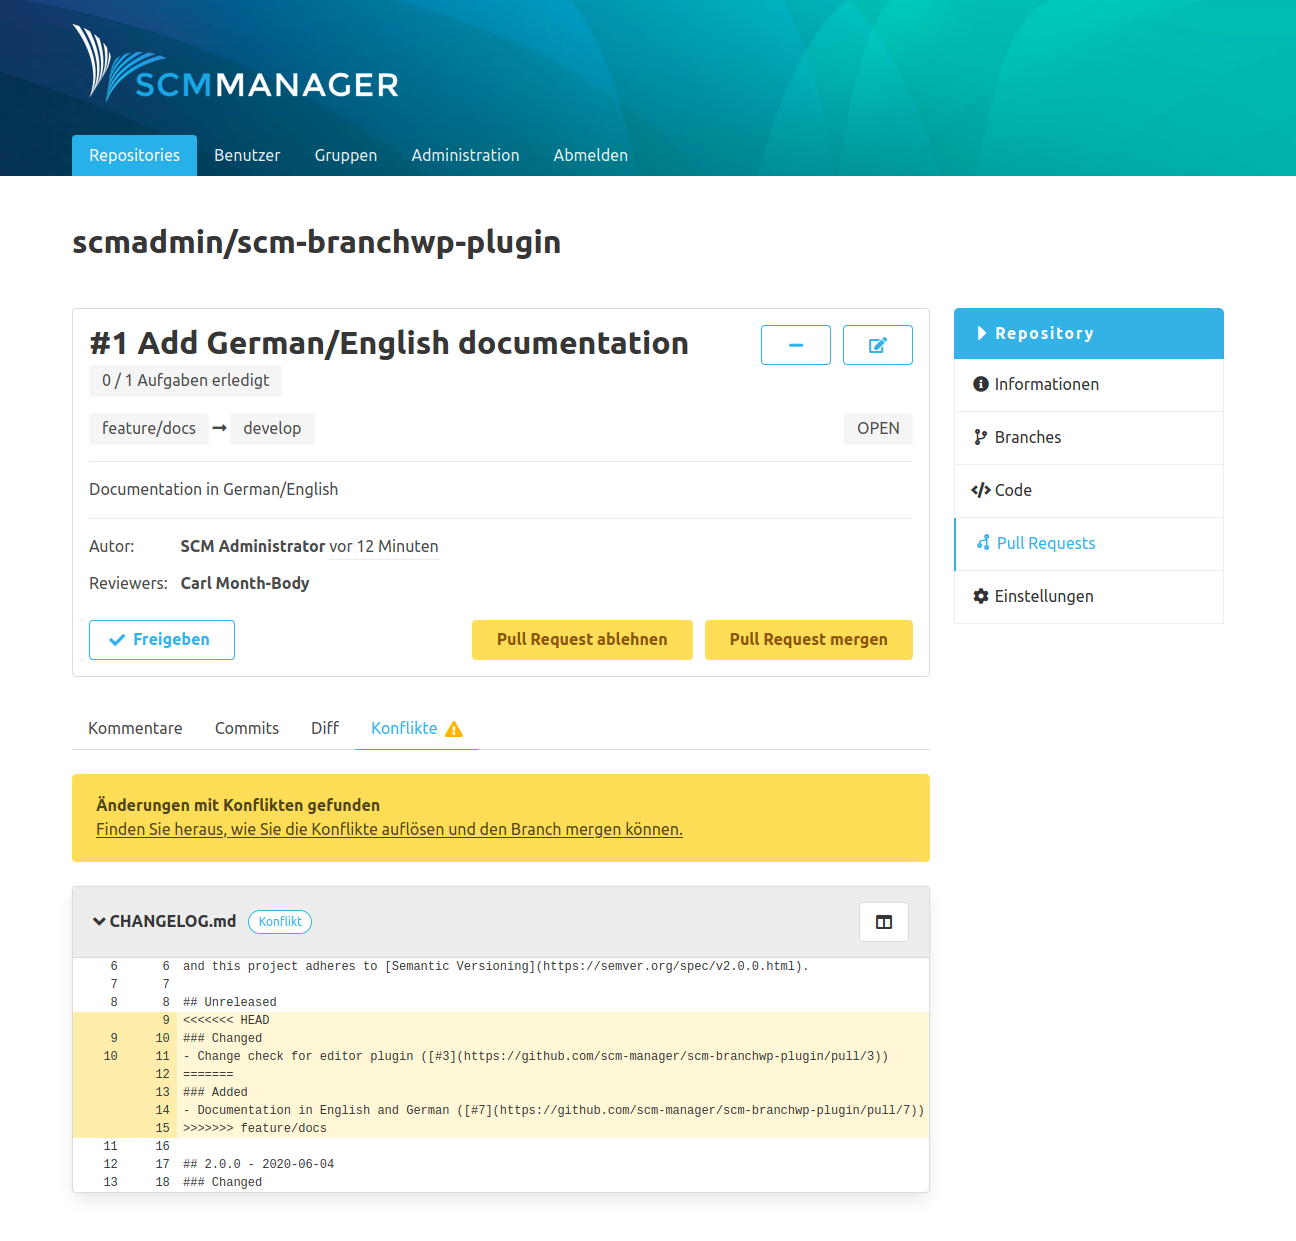 SCMMANAGER
Repositories Benutzer Gruppen Administration Abmelden
scmadmin/scm-branchwp-plugin
#1 Add German/English documentation
0 / 1 Aufgaben erledigt
feature/docs develop OPEN
Documentation in German/English
Autor: SCM Administrator vor 12 Minuten
Reviewers: Carl Month-Body
Freigeben Pull Request ablehnen Pull Request mergen
Repository
Informationen
Branches
Code
Pull Requests
Einstellungen
Kommentare Commits Diff Konflikte
Änderungen mit Konflikten gefunden
Finden Sie heraus, wie Sie die Konflikte auflösen und den Branch mergen können.
CHANGELOG.md Konflikt
6 6 and this project adheres to [Semantic Versioning](https://semver.org/spec/v2.0.0.html).
7 7
8 8 ## Unreleased
9 <<<<<<< HEAD
9 10 ### Changed
10 11 - Change check for editor plugin ([#3](https://github.com/scm-manager/scm-branchwp-plugin/pull/3))
12 =======
13 ### Added
14 - Documentation in English and German ([#7](https://github.com/scm-manager/scm-branchwp-plugin/pull/7))
15 >>>>>>> feature/docs
11 16
12 17 ## 2.0.0 - 2020-06-04
13 18 ### Changed